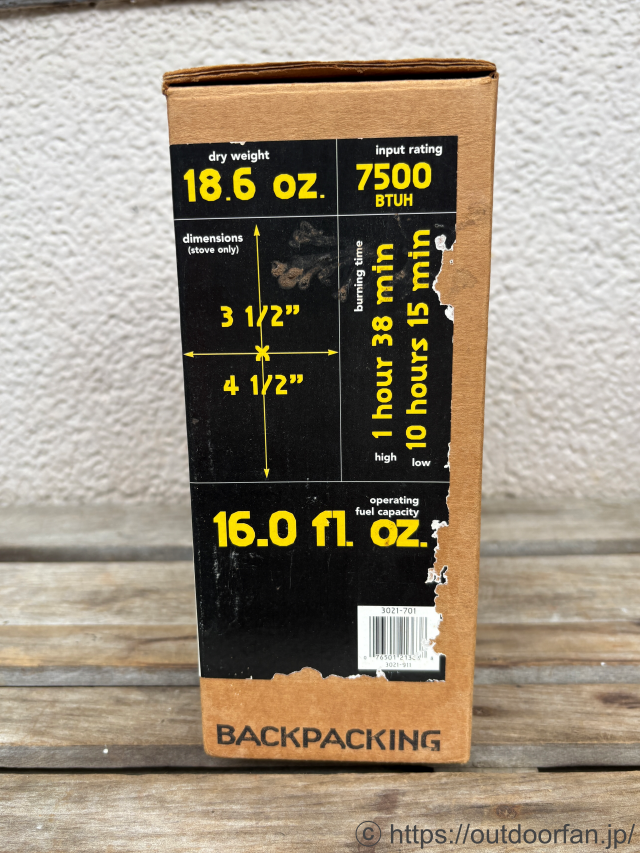 dry weight
18.6 oz.
input rating
7500
BTUH
dimensions
(stove only)
3 1/2"
4 1/2"
burning time
1 hour 38 min
high
10 hours 15 min
low
operating
fuel capacity
16.0 fl. oz.
3021-701
3021-911
BACKPACKING
© https://outdoorfan.jp/